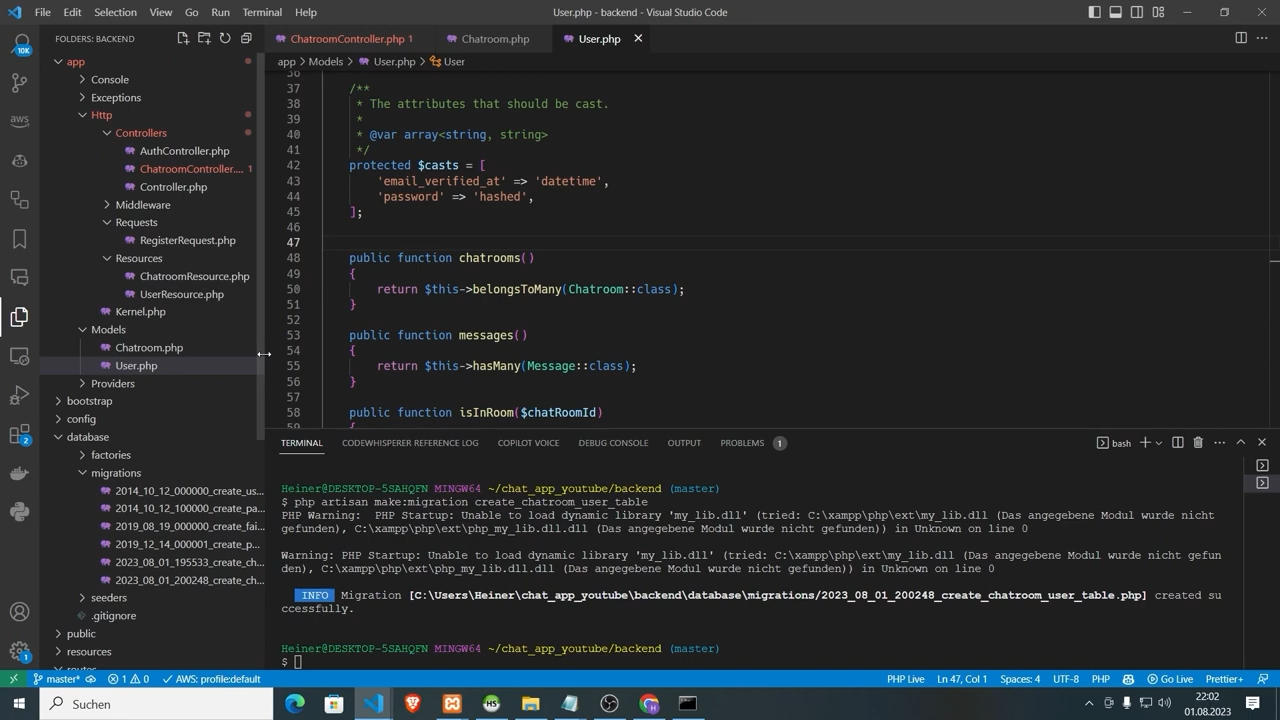 File Edit Selection View Go Run Terminal Help
User.php - backend - Visual Studio Code
FOLDERS: BACKEND
ChatroomController.php 1
Chatroom.php
User.php
app > Models > User.php > User
10K
aws
2
1
app
Console
Exceptions
Http
Controllers
AuthController.php
ChatroomController.... 1
Controller.php
Middleware
Requests
RegisterRequest.php
Resources
ChatroomResource.php
UserResource.php
Kernel.php
Models
Chatroom.php
User.php
Providers
bootstrap
config
database
factories
migrations
2014_10_12_000000_create_us...
2014_10_12_100000_create_pa...
2019_08_19_000000_create_fai...
2019_12_14_000001_create_p...
2023_08_01_195533_create_ch...
2023_08_01_200248_create_ch...
seeders
.gitignore
public
resources
routes
36
37 /**
38 * The attributes that should be cast.
39 *
40 * @var array<string, string>
41 */
42 protected $casts = [
43 'email_verified_at' => 'datetime',
44 'password' => 'hashed',
45 ];
46
47
48 public function chatrooms()
49 {
50 return $this->belongsToMany(Chatroom::class);
51 }
52
53 public function messages()
54 {
55 return $this->hasMany(Message::class);
56 }
57
58 public function isInRoom($chatRoomId)
59 {
TERMINAL CODEWHISPERER REFERENCE LOG COPILOT VOICE DEBUG CONSOLE OUTPUT PROBLEMS 1
bash
Heiner@DESKTOP-5SAHQFN MINGW64 ~/chat_app_youtube/backend (master)
$ php artisan make:migration create_chatroom_user_table
PHP Warning:  PHP Startup: Unable to load dynamic library 'my_lib.dll' (tried: C:\xampp\php\ext\my_lib.dll (Das angegebene Modul wurde nicht
gefunden), C:\xampp\php\ext\php_my_lib.dll.dll (Das angegebene Modul wurde nicht gefunden)) in Unknown on line 0
Warning: PHP Startup: Unable to load dynamic library 'my_lib.dll' (tried: C:\xampp\php\ext\my_lib.dll (Das angegebene Modul wurde nicht gefun
den), C:\xampp\php\ext\php_my_lib.dll.dll (Das angegebene Modul wurde nicht gefunden)) in Unknown on line 0
INFO Migration [C:\Users\Heiner\chat_app_youtube\backend\database\migrations/2023_08_01_200248_create_chatroom_user_table.php] created su
ccessfully.
Heiner@DESKTOP-5SAHQFN MINGW64 ~/chat_app_youtube/backend (master)
$
master* 1 0 AWS: profile:default
PHP Live Ln 47, Col 1 Spaces: 4 UTF-8 PHP Go Live Prettier+
Suchen
HS
22:02
01.08.2023